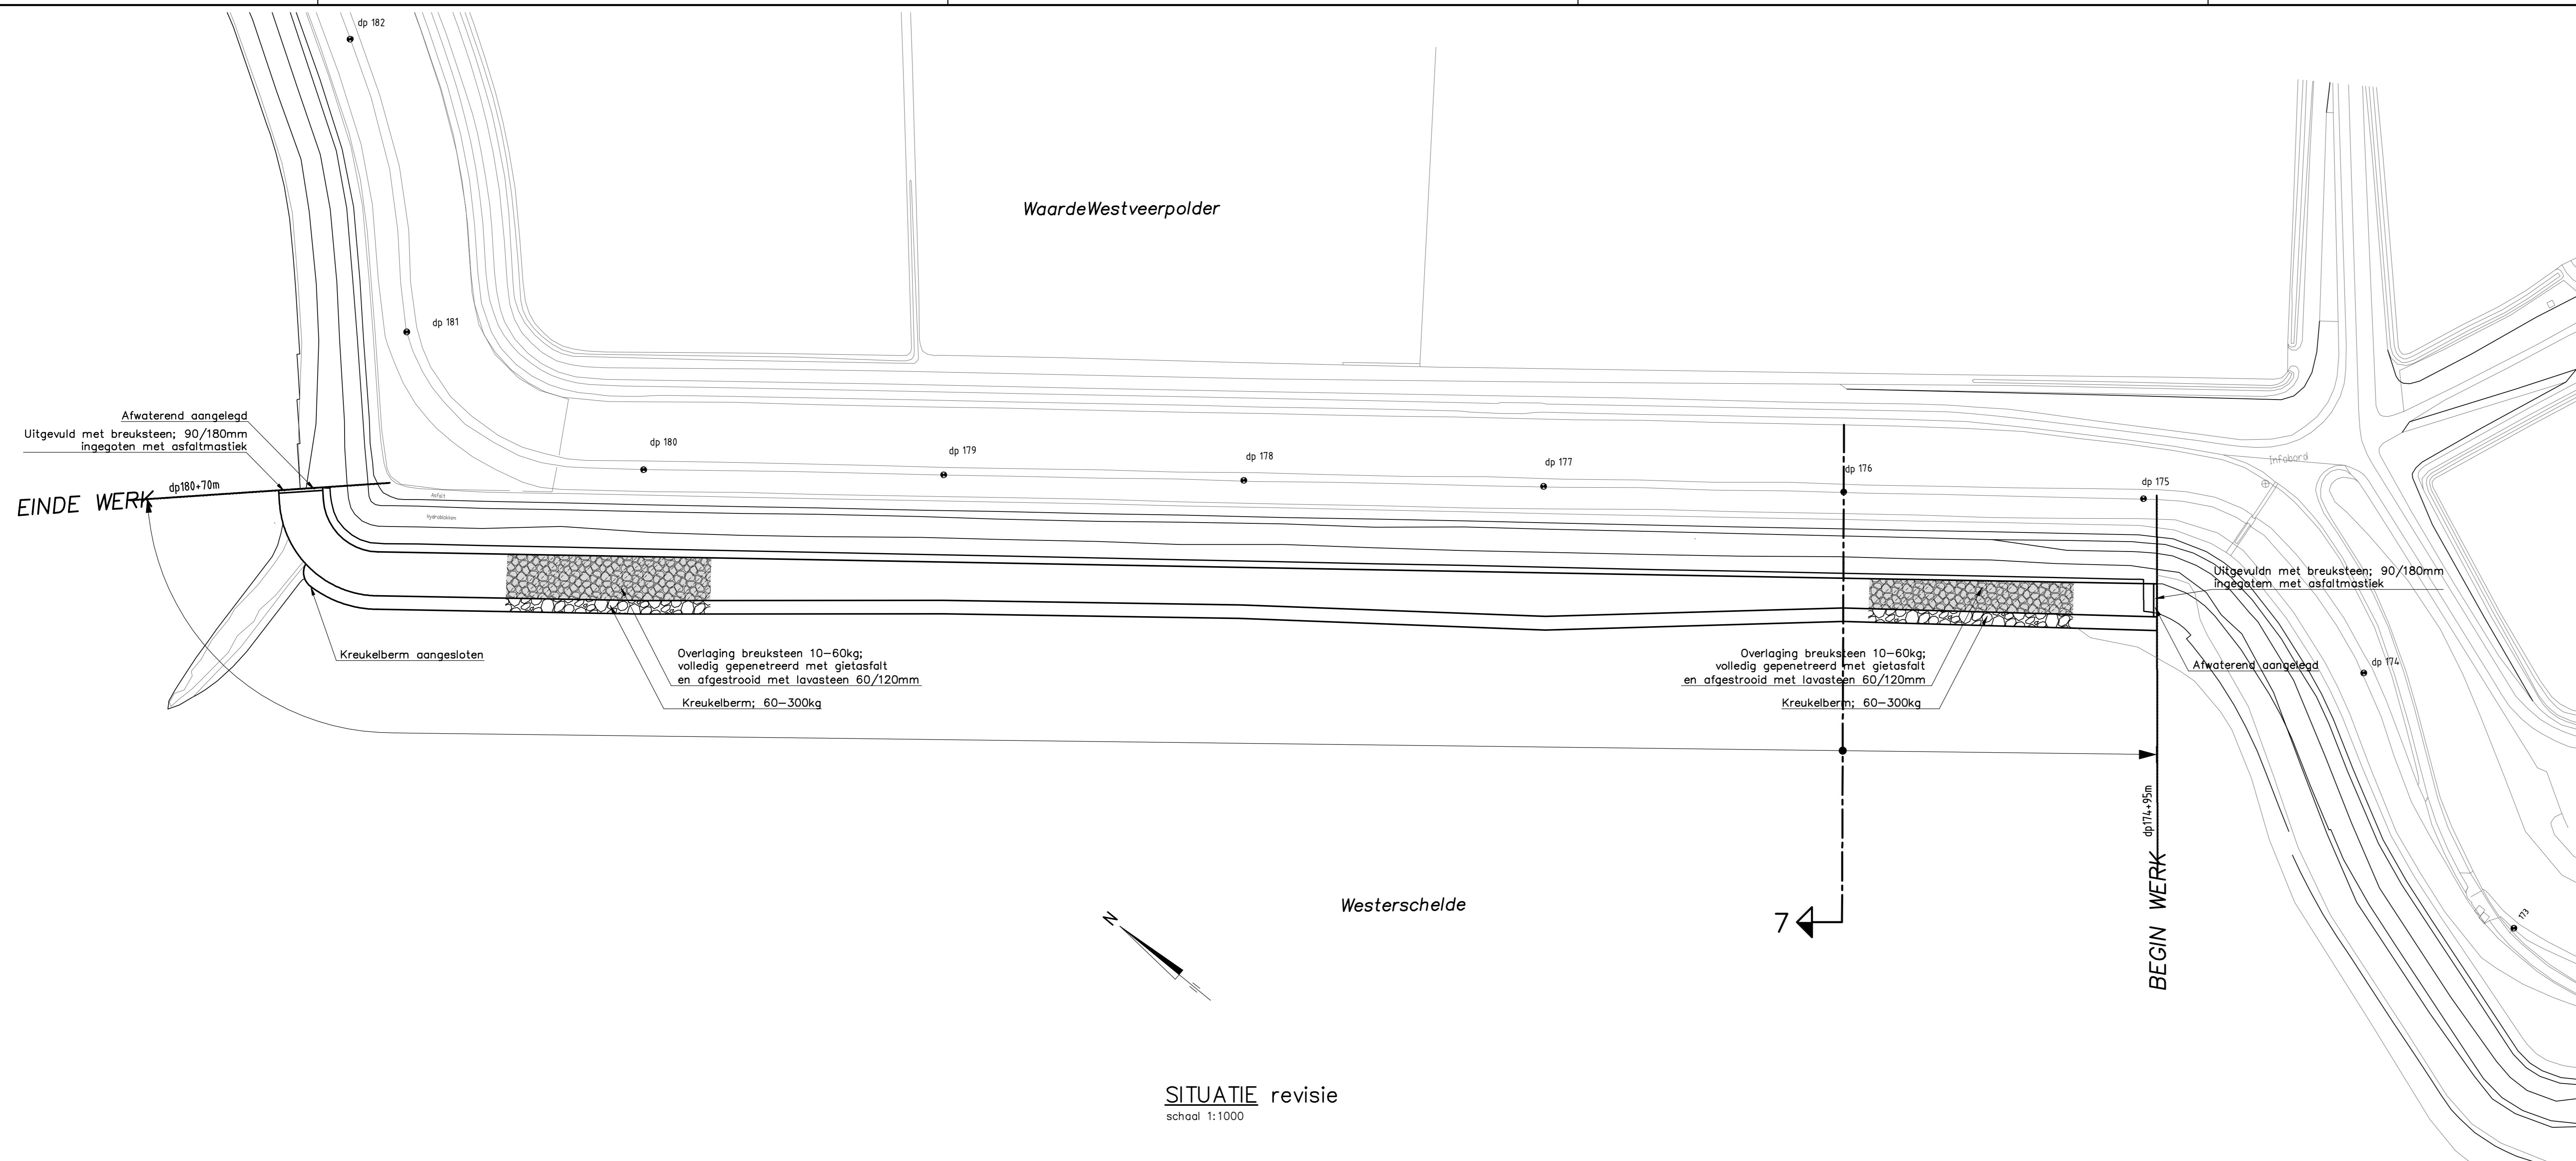 dp 182
WaardeWestveerpolder
dp 181
Afwaterend aangelegd
Uitgevuld met breuksteen; 90/180mm
ingegoten met asfaltmastiek
dp180+70m
EINDE WERK
Asfalt
Hydroblokken
dp 180
dp 179
dp 178
dp 177
dp 176
dp 175
Infobord
Uitgevuldn met breuksteen; 90/180mm
ingegotem met asfaltmastiek
Kreukelberm aangesloten
Overlaging breuksteen 10-60kg;
volledig gepenetreerd met gietasfalt
en afgestrooid met lavasteen 60/120mm
Kreukelberm; 60-300kg
Overlaging breuksteen 10-60kg;
volledig gepenetreerd met gietasfalt
en afgestrooid met lavasteen 60/120mm
Kreukelberm; 60-300kg
Afwaterend aangelegd
dp 174
dp174+95m
BEGIN WERK
173
Westerschelde
N
7
SITUATIE revisie
schaal 1:1000